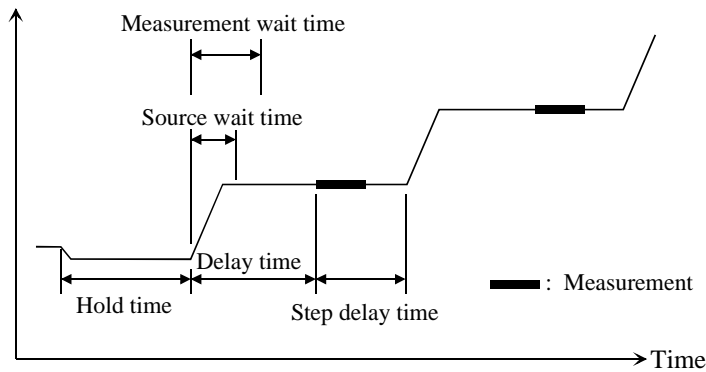 Measurement wait time
Source wait time
Delay time
Hold time
Step delay time
: Measurement
Time